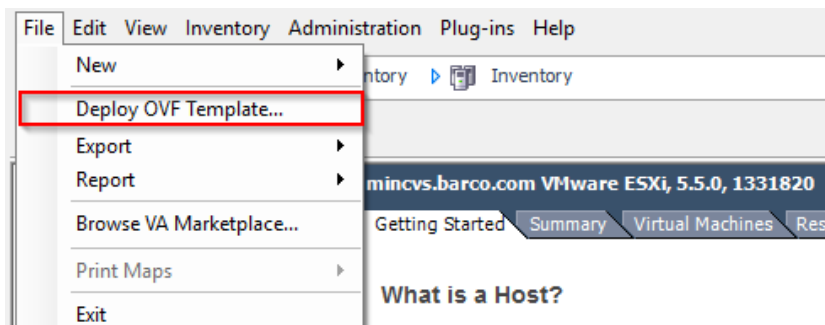 File Edit View Inventory Administration Plug-ins Help
New
ntory Inventory
Deploy OVF Template...
Export
Report
mincvs.barco.com VMware ESXi, 5.5.0, 1331820
Browse VA Marketplace...
Getting Started Summary Virtual Machines Res
Print Maps
What is a Host?
Exit